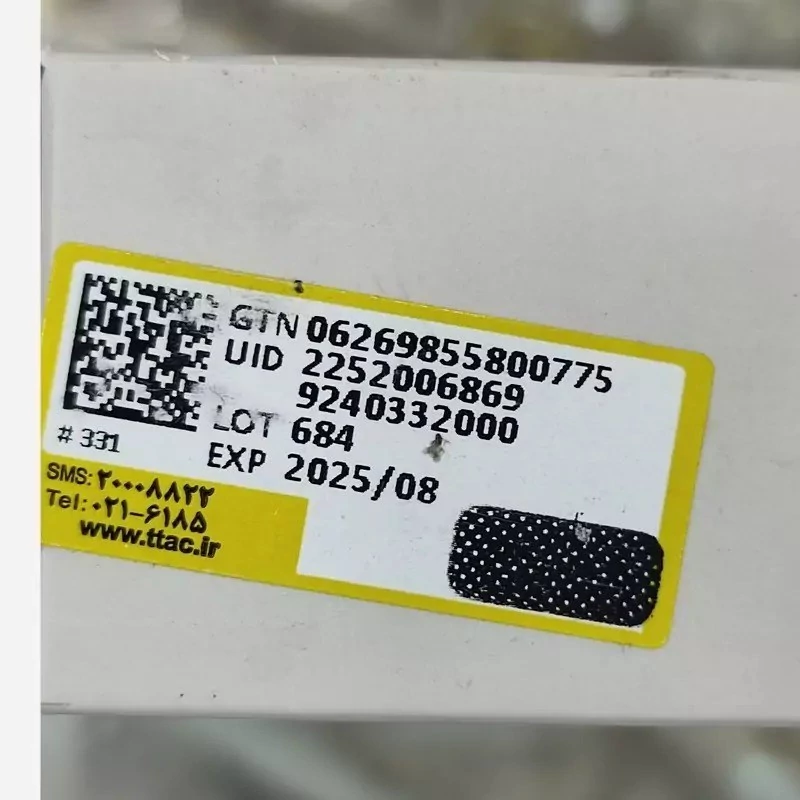 GTN 06269855800775
UID 2252006869
9240332000
LOT 684
EXP 2025/08
# 331
SMS: ۲۰۰۰۸۸۲۲
Tel: ۰۲۱-۶۱۸۵
www.ttac.ir